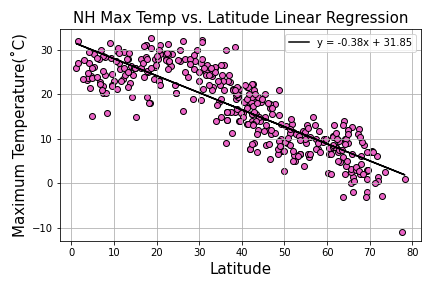 NH Max Temp vs. Latitude Linear Regression
y = -0.38x + 31.85
Maximum Temperature(˚C)
30
20
10
0
−10
0 10 20 30 40 50 60 70 80
Latitude